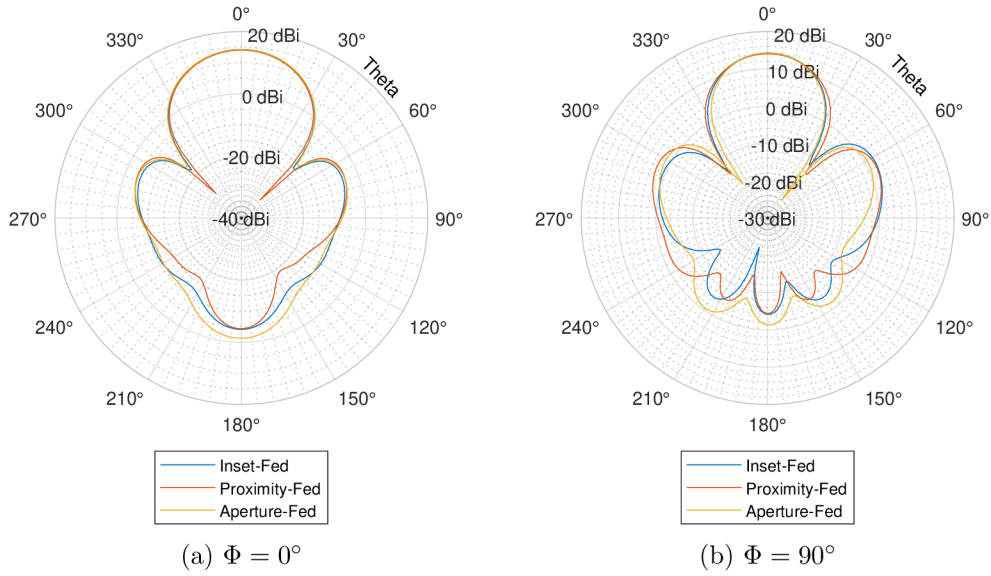 0°
330°
20 dBi
30°
Theta
300°
0 dBi
60°
-20 dBi
270°
-40 dBi
90°
240°
120°
210°
150°
180°
Inset-Fed
Proximity-Fed
Aperture-Fed
(a) Φ = 0°
0°
330°
20 dBi
30°
Theta
10 dBi
300°
0 dBi
60°
-10 dBi
-20 dBi
270°
-30 dBi
90°
240°
120°
210°
150°
180°
Inset-Fed
Proximity-Fed
Aperture-Fed
(b) Φ = 90°